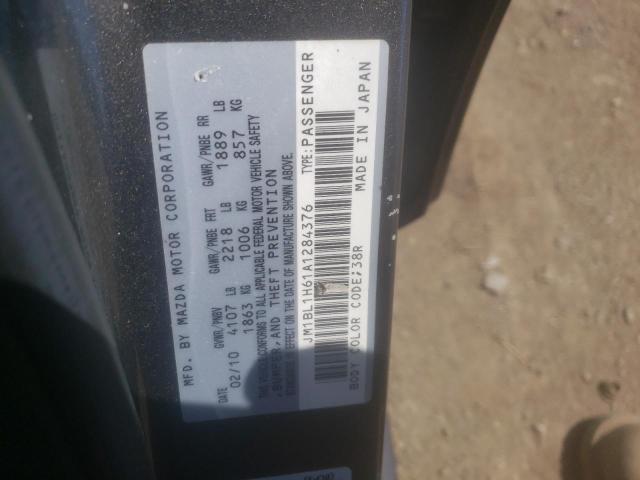 MFD. BY MAZDA MOTOR CORPORATION
DATE GVWR/PNBV GAWR/PNBE FRT GAWR/PNBE RR
02/10 4107 LB 2218 LB 1889 LB
1863 KG 1006 KG 857 KG
CONFORMS TO ALL APPLICABLE FEDERAL MOTOR VEHICLE SAFETY
, BUMPER, AND THEFT PREVENTION
STANDARDS IN EFFECT ON THE DATE OF MANUFACTURE SHOWN ABOVE.
JM1BL1H61A1284376 TYPE: PASSENGER
BODY COLOR CODE: 38R MADE IN JAPAN